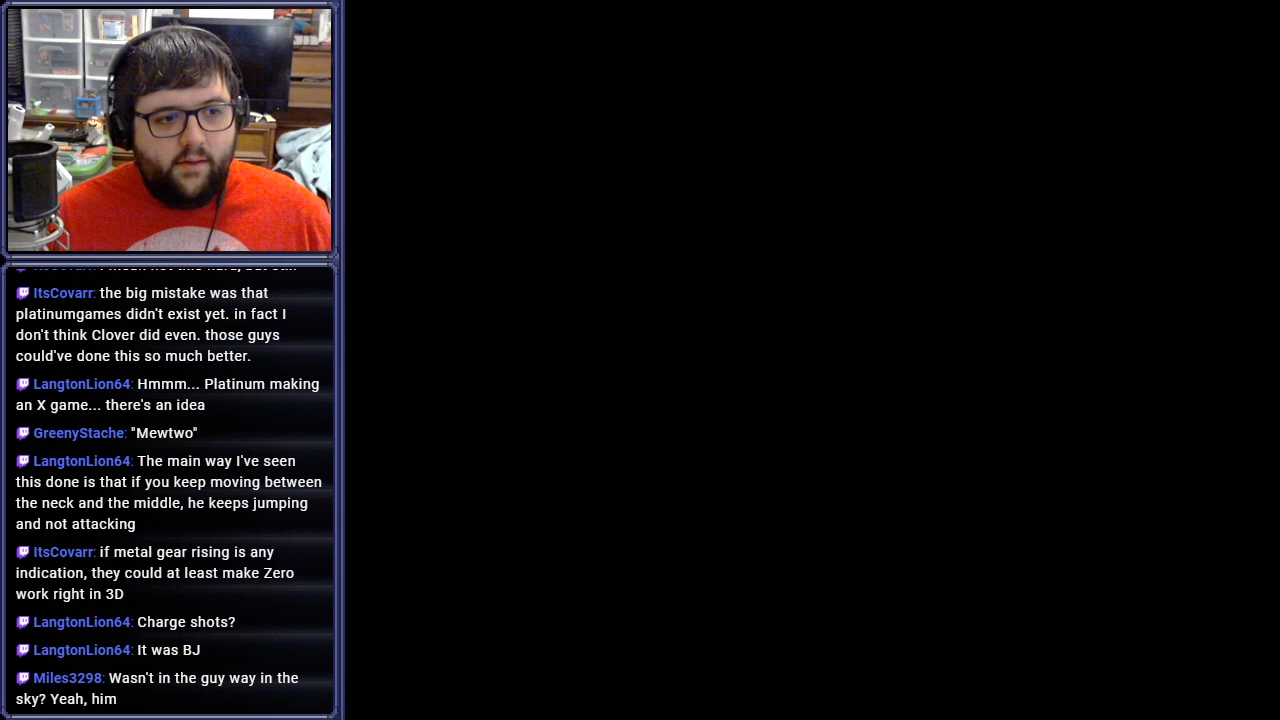 ItsCovarr: the big mistake was that
platinumgames didn't exist yet. in fact I
don't think Clover did even. those guys
could've done this so much better.
LangtonLion64: Hmmm... Platinum making
an X game... there's an idea
GreenyStache: "Mewtwo"
LangtonLion64: The main way I've seen
this done is that if you keep moving between
the neck and the middle, he keeps jumping
and not attacking
ItsCovarr: if metal gear rising is any
indication, they could at least make Zero
work right in 3D
LangtonLion64: Charge shots?
LangtonLion64: It was BJ
Miles3298: Wasn't in the guy way in the
sky? Yeah, him